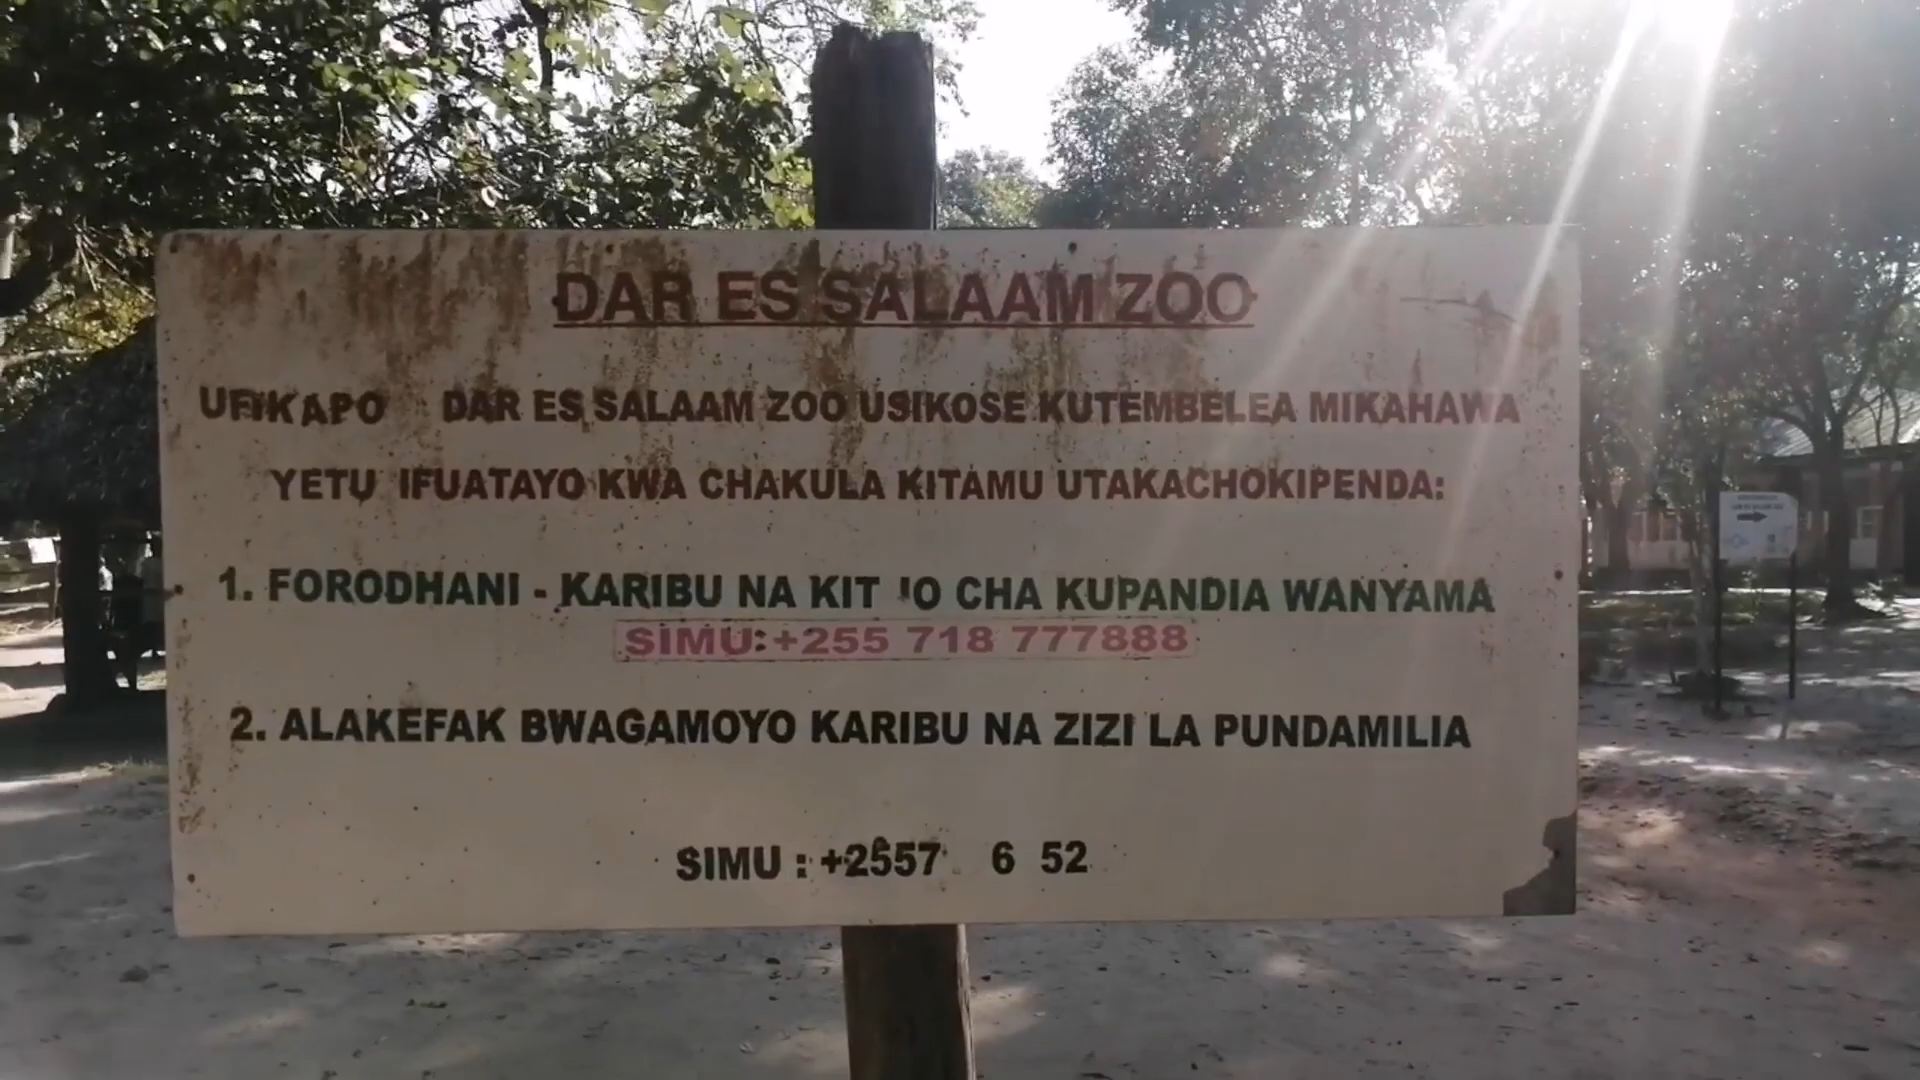 DAR ES SALAAM ZOO
UFIKAPO DAR ES SALAAM ZOO USIKOSE KUTEMBELEA MIKAHAWA
YETU IFUATAYO KWA CHAKULA KITAMU UTAKACHOKIPENDA:
1. FORODHANI - KARIBU NA KIT O CHA KUPANDIA WANYAMA
SIMU:+255 718 777888
2. ALAKEFAK BWAGAMOYO KARIBU NA ZIZI LA PUNDAMILIA
SIMU : +2557 6 52